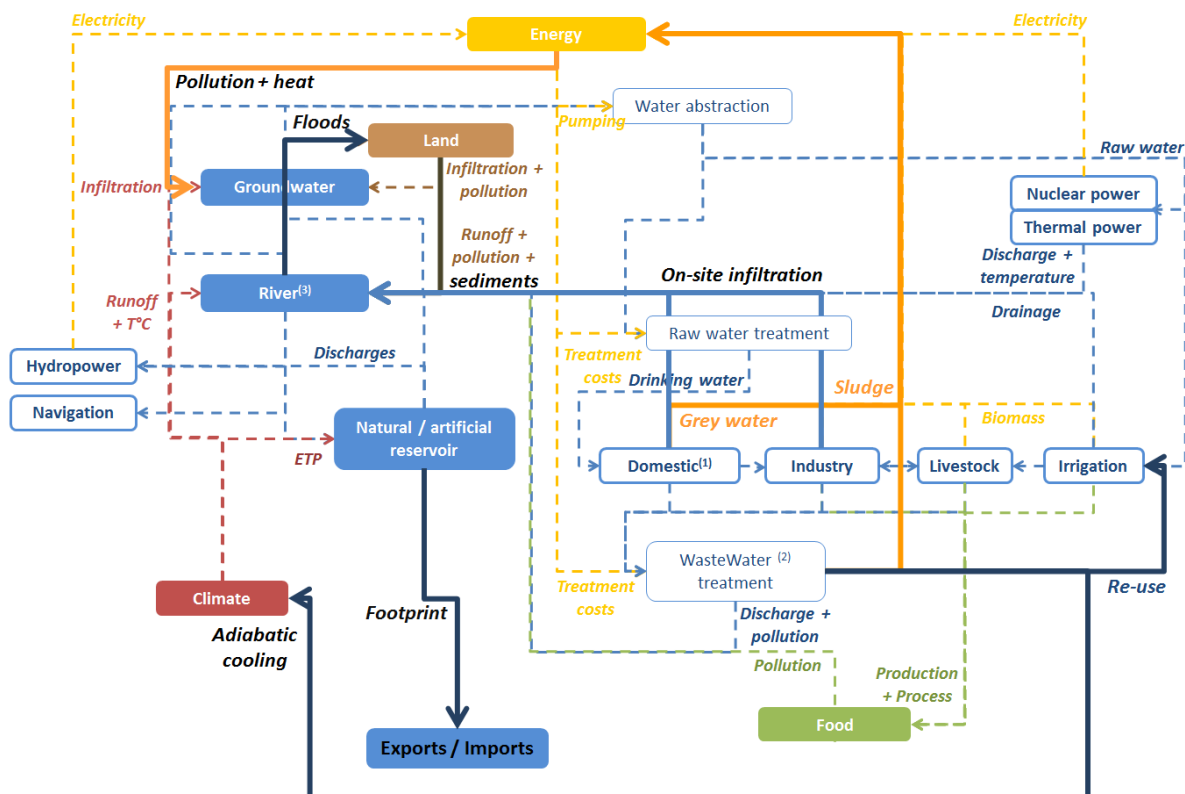 Electricity
Energy
Electricity
Pollution + heat
Water abstraction
Pumping
Floods
Land
Raw water
Infiltration
Groundwater
Infiltration +
pollution
Nuclear power
Thermal power
Runoff +
pollution +
sediments
On-site infiltration
Discharge +
temperature
River(3)
Drainage
Runoff
+ T°C
Raw water treatment
Hydropower
Discharges
Treatment
costs
Drinking water
Sludge
Navigation
Natural / artificial
reservoir
Grey water
Biomass
ETP
Domestic(1)
Industry
Livestock
Irrigation
WasteWater (2)
treatment
Treatment
costs
Re-use
Climate
Footprint
Discharge +
pollution
Adiabatic
cooling
Pollution
Production
+ Process
Food
Exports / Imports